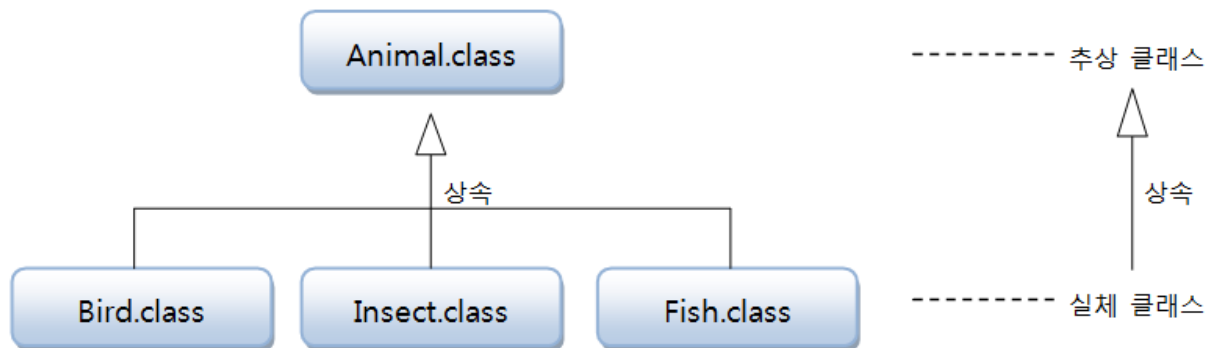 Animal.class
---------- 추상 클래스
상속
상속
Bird.class
Insect.class
Fish.class
---------- 실체 클래스